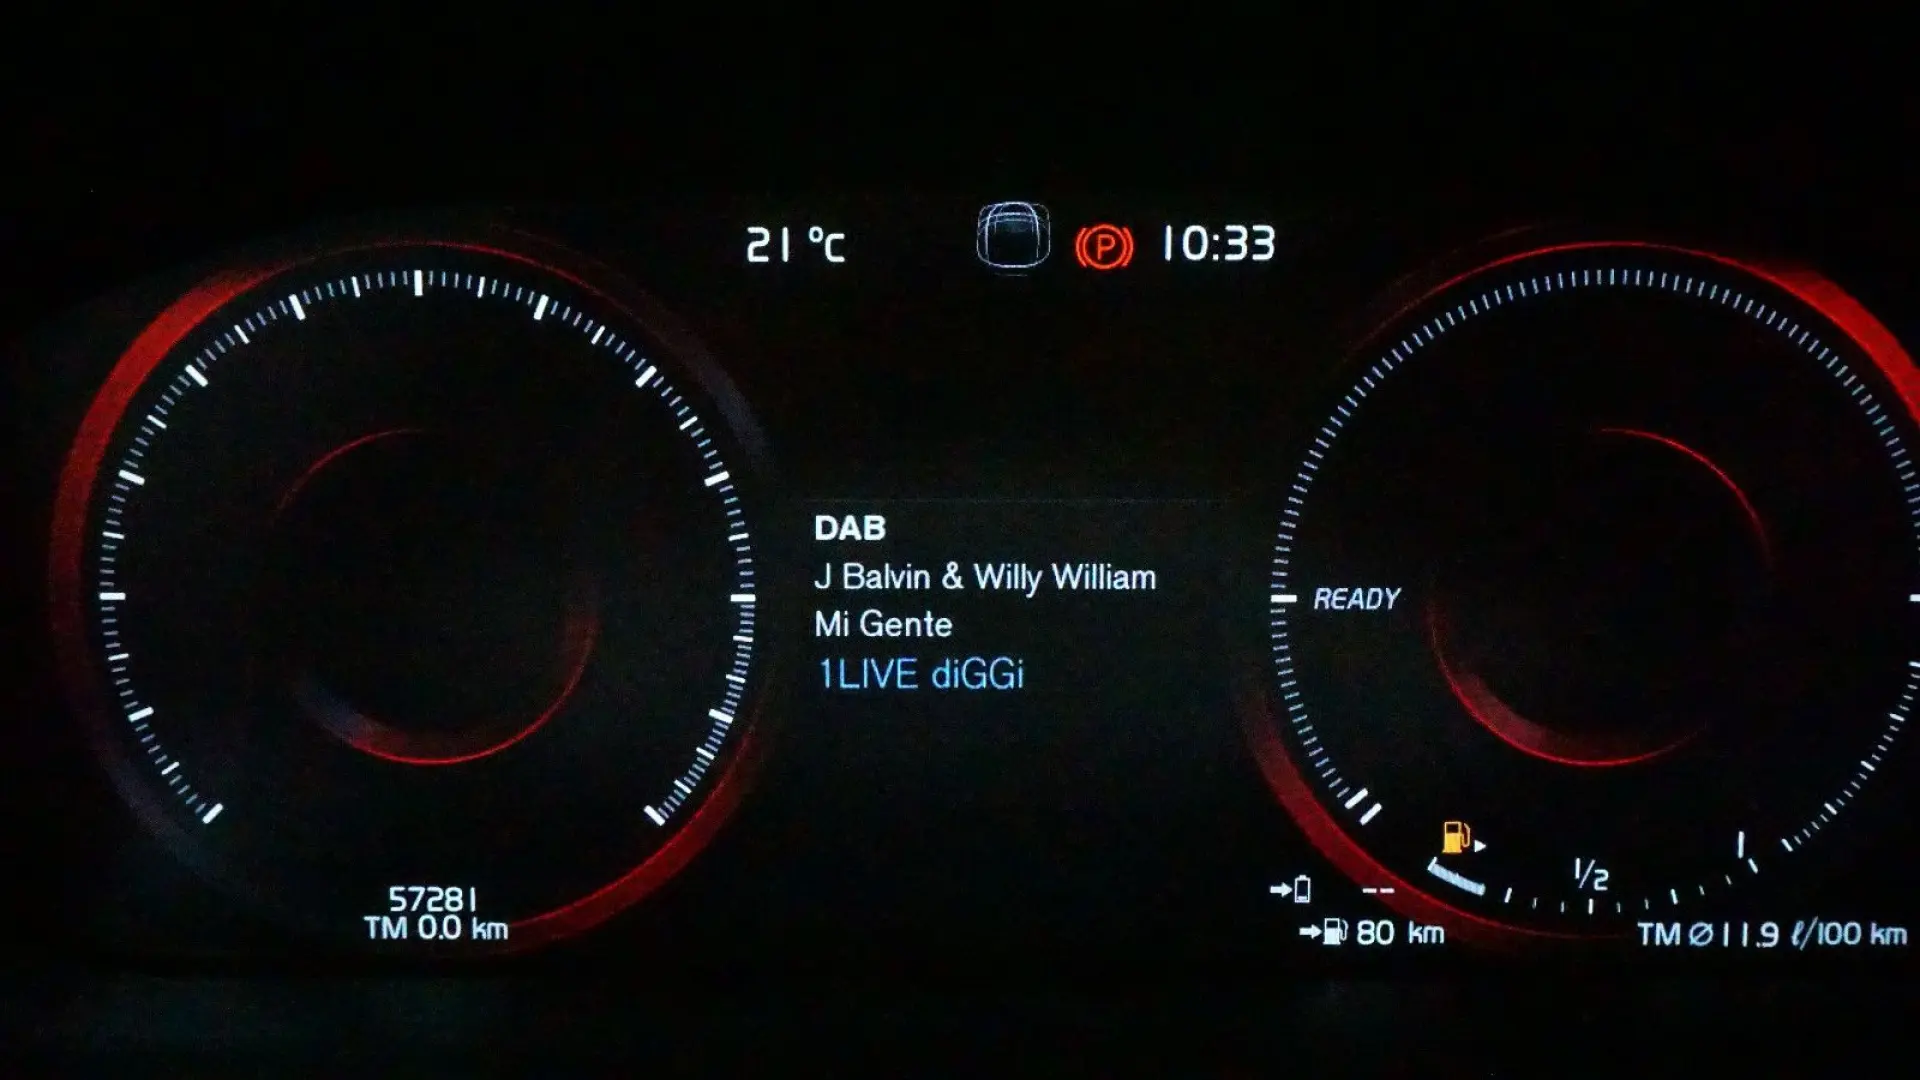 21 °C
P 10:33
DAB
J Balvin & Willy William
Mi Gente
1LIVE diGGi
READY
1/2
57281
TM 0.0 km
--
80 km
TM Ø 11.9 ℓ/100 km